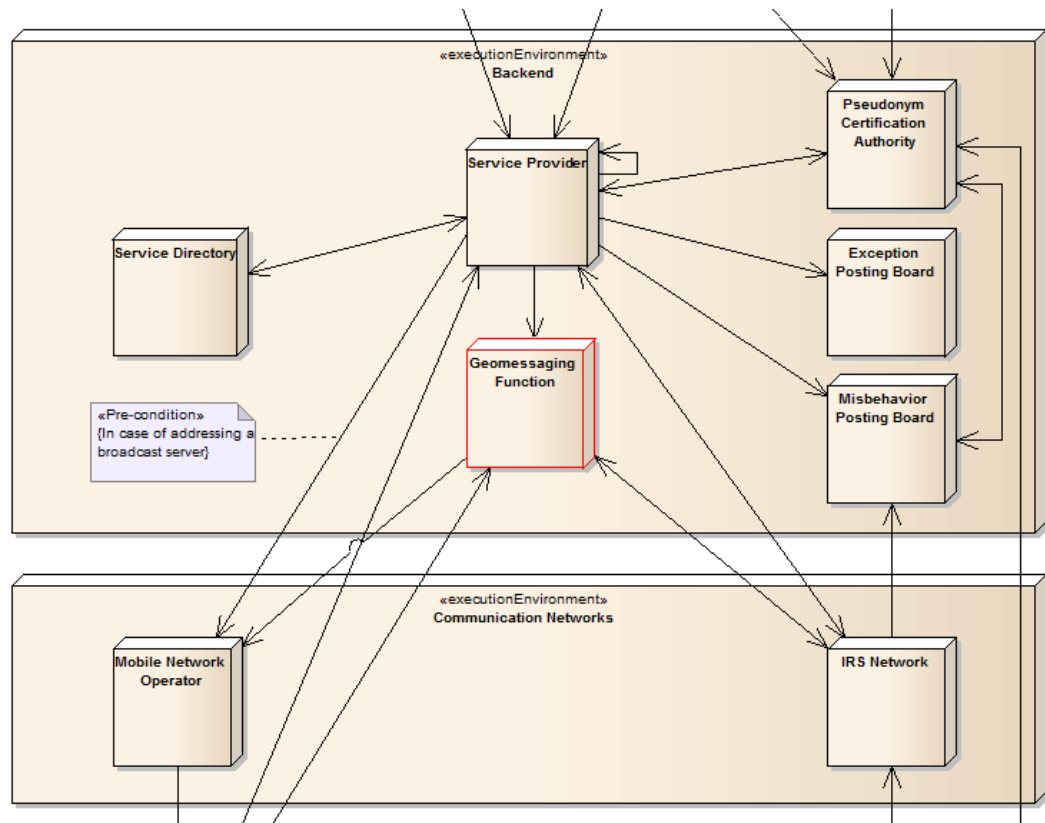 «executionEnvironment»
Backend
Pseudonym
Certification
Authority
Service Provider
Service Directory
Exception
Posting Board
Geomessaging
Function
Misbehavior
Posting Board
«Pre-condition»
{In case of addressing a
broadcast server}
«executionEnvironment»
Communication Networks
Mobile Network
Operator
IRS Network